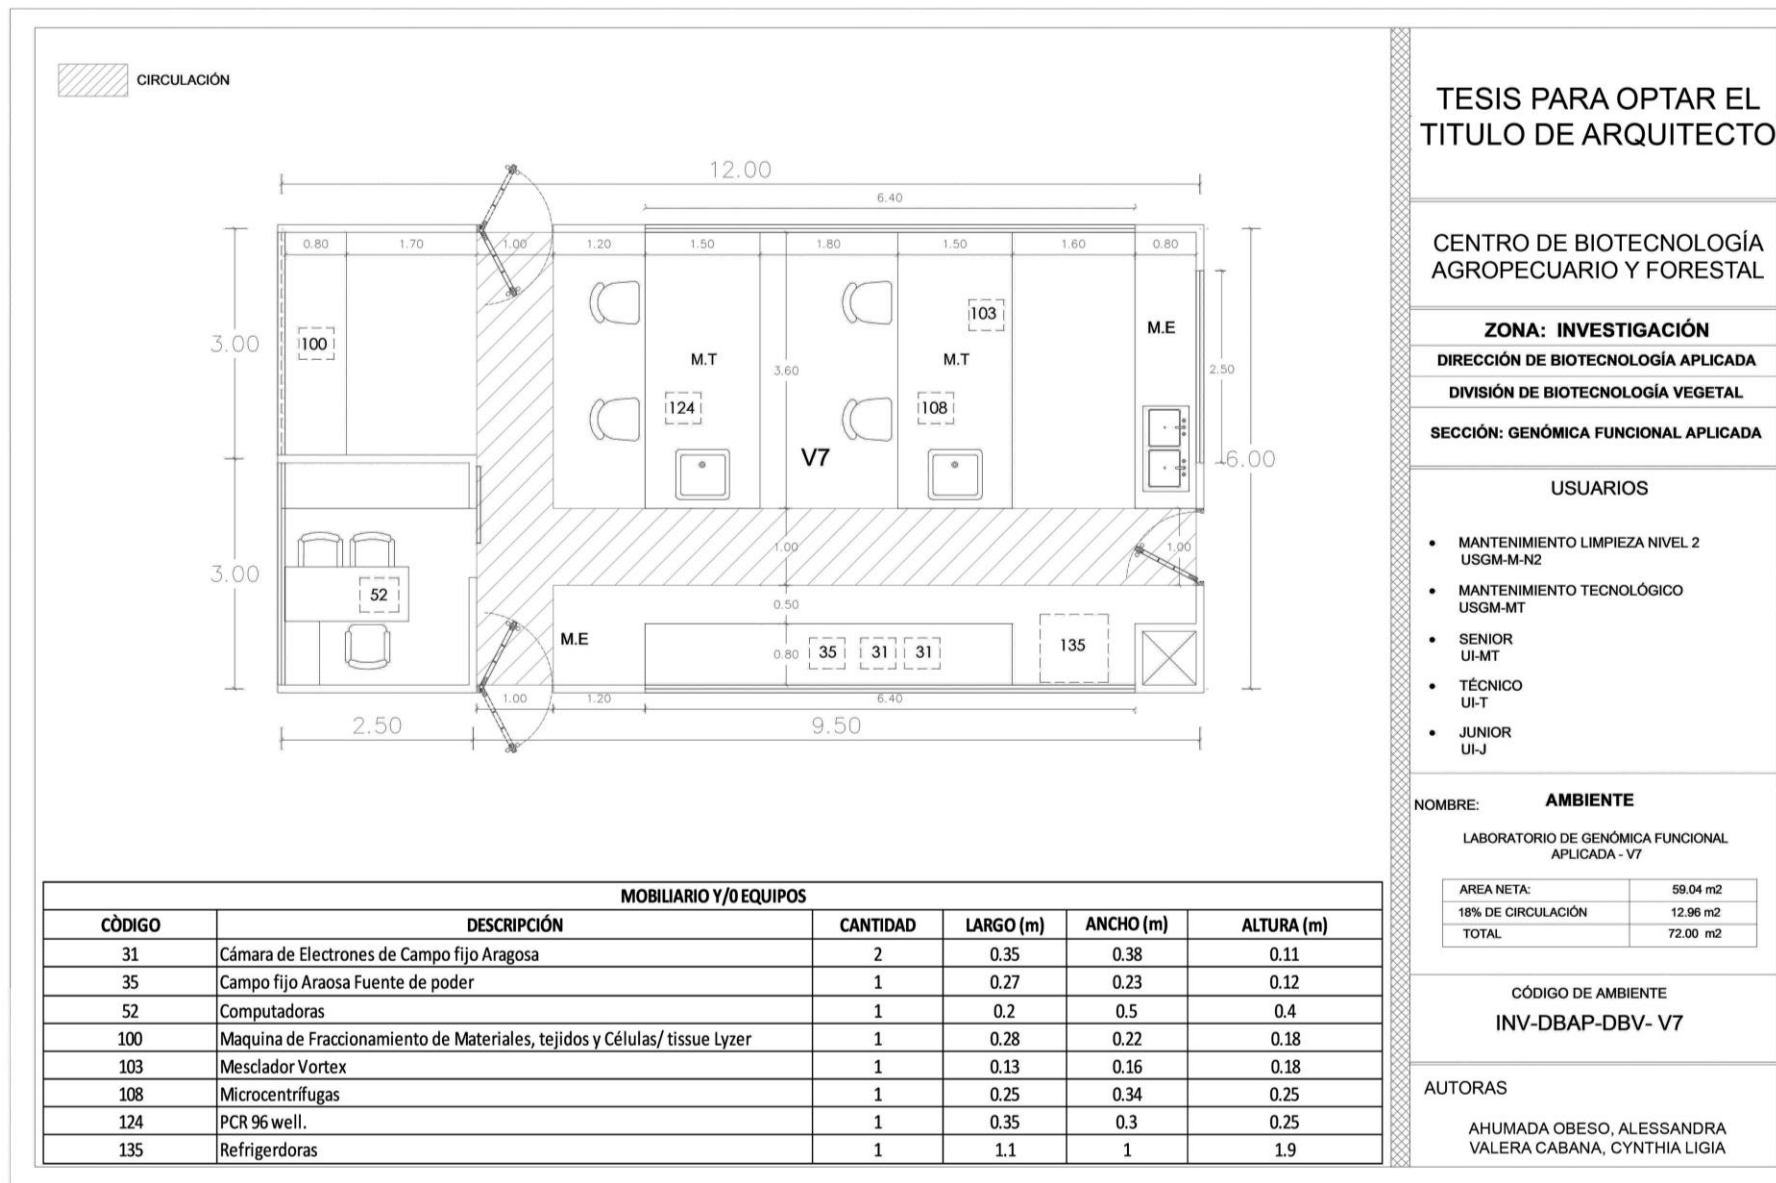 CIRCULACIÓN
12.00
6.40
0.80 1.70 1.00 1.20 1.50 1.80 1.50 1.60 0.80
3.00
100
103
M.E
M.T
M.T
3.60
2.50
124
108
V7
6.00
3.00
1.00
1.00
52
0.50
M.E
0.80
35
31
31
135
1.00 1.20 6.40
2.50 9.50
MOBILIARIO Y/0 EQUIPOS
CÒDIGO DESCRIPCIÓN CANTIDAD LARGO (m) ANCHO (m) ALTURA (m)
31 Cámara de Electrones de Campo fijo Aragosa 2 0.35 0.38 0.11
35 Campo fijo Araosa Fuente de poder 1 0.27 0.23 0.12
52 Computadoras 1 0.2 0.5 0.4
100 Maquina de Fraccionamiento de Materiales, tejidos y Células/ tissue Lyzer 1 0.28 0.22 0.18
103 Mesclador Vortex 1 0.13 0.16 0.18
108 Microcentrífugas 1 0.25 0.34 0.25
124 PCR 96 well. 1 0.35 0.3 0.25
135 Refrigerdoras 1 1.1 1 1.9
TESIS PARA OPTAR EL
TITULO DE ARQUITECTO
CENTRO DE BIOTECNOLOGÍA
AGROPECUARIO Y FORESTAL
ZONA: INVESTIGACIÓN
DIRECCIÓN DE BIOTECNOLOGÍA APLICADA
DIVISIÓN DE BIOTECNOLOGÍA VEGETAL
SECCIÓN: GENÓMICA FUNCIONAL APLICADA
USUARIOS
• MANTENIMIENTO LIMPIEZA NIVEL 2
USGM-M-N2
• MANTENIMIENTO TECNOLÓGICO
USGM-MT
• SENIOR
UI-MT
• TÉCNICO
UI-T
• JUNIOR
UI-J
NOMBRE: AMBIENTE
LABORATORIO DE GENÓMICA FUNCIONAL
APLICADA - V7
AREA NETA: 59.04 m2
18% DE CIRCULACIÓN 12.96 m2
TOTAL 72.00 m2
CÓDIGO DE AMBIENTE
INV-DBAP-DBV- V7
AUTORAS
AHUMADA OBESO, ALESSANDRA
VALERA CABANA, CYNTHIA LIGIA